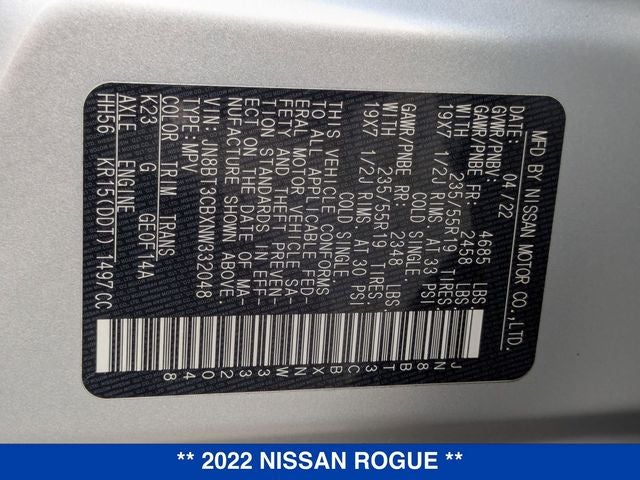 MFD BY NISSAN MOTOR CO.,LTD.
DATE: 04/22
GVWR/PNBV: 4685 LBS.
GAWR/PNBE FR: 2458 LBS.
WITH 235/55R19 TIRES
19X7 1/2J RIMS, AT 33 PSI
COLD SINGLE.
GAWR/PNBE RR: 2348 LBS.
WITH 235/55R19 TIRES
19X7 1/2J RIMS, AT 30 PSI
COLD SINGLE.
THIS VEHICLE CONFORMS
TO ALL APPLICABLE FED-
ERAL MOTOR VEHICLE SA-
FETY AND THEFT PREVEN-
TION STANDARDS IN EFF-
ECT ON THE DATE OF MA-
NUFACTURE SHOWN ABOVE.
VIN: JN8BT3CBXNW332048
TYPE: MPV
COLOR TRIM TRANS
K23 G GEOF14A
AXLE ENGINE
HH56 KR15(DDT) 1497CC
JN8BT3CBXNW332048
** 2022 NISSAN ROGUE **